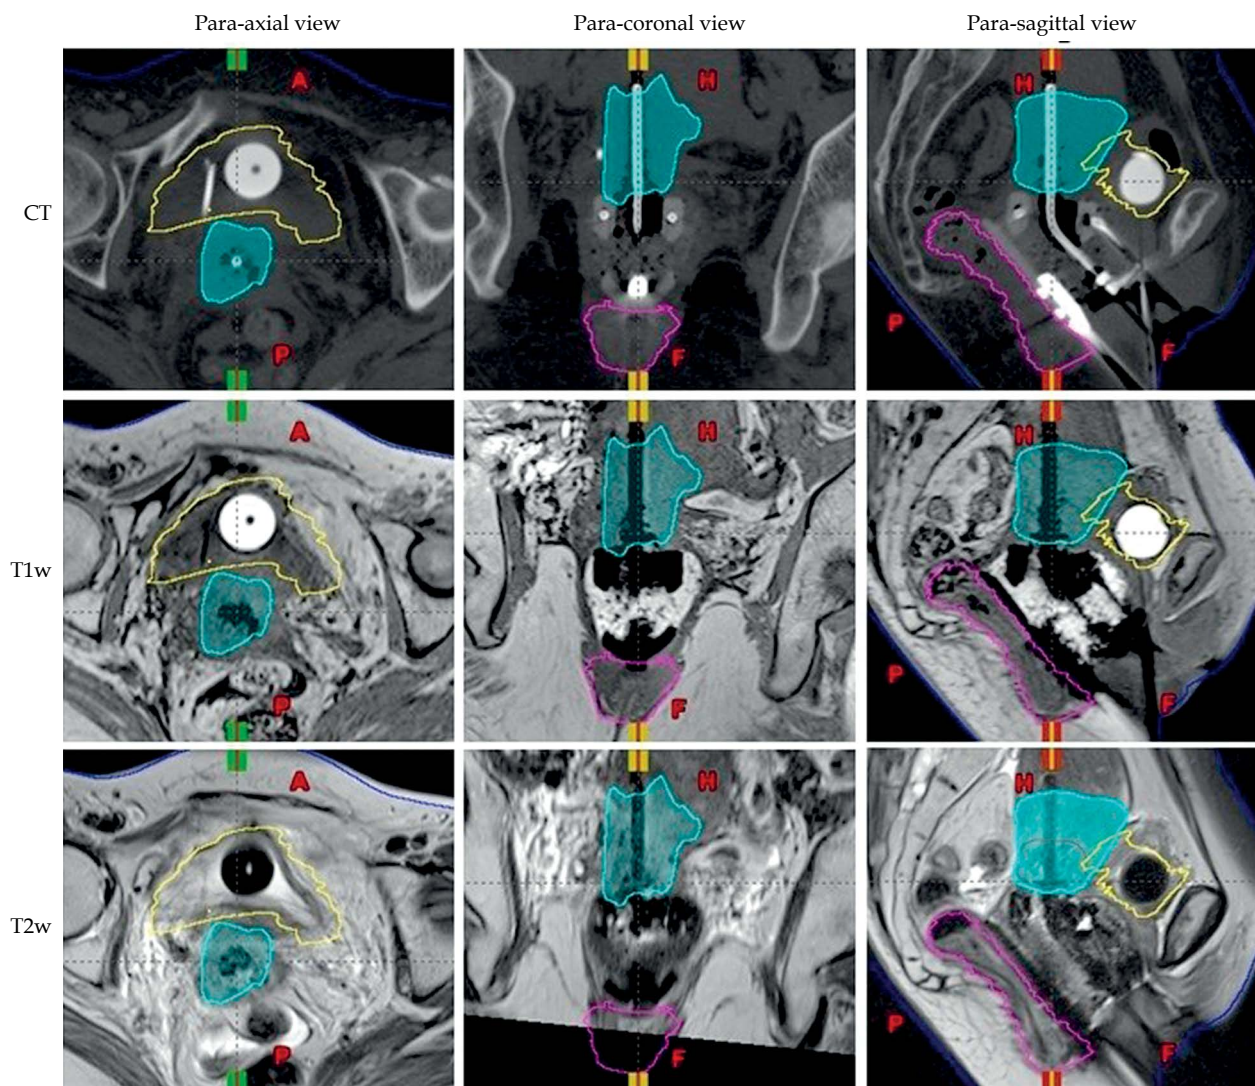 Para-axial view Para-coronal view Para-sagittal view
CT
A H H
P F P F
T1w
A H H
P F P F
T2w
A H H
P F P F